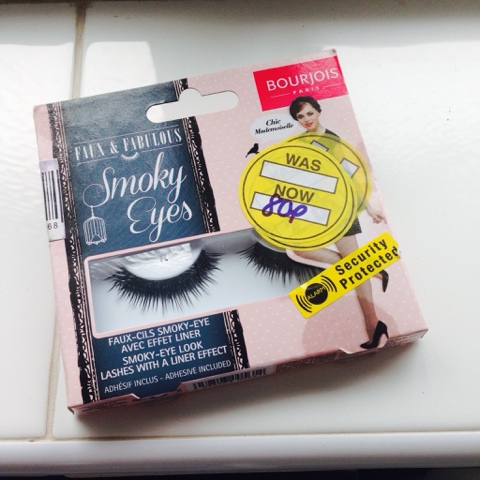 FAUX & FABULOUS
Smoky
Eyes
BOURJOIS
PARIS
Chic
Mademoiselle
WAS
NOW
80p
Security
Protected
ALARM
68
FAUX-CILS SMOKY-EYE
AVEC EFFET LINER
SMOKY-EYE LOOK
LASHES WITH A LINER EFFECT
ADHÉSIF INCLUS - ADHESIVE INCLUDED